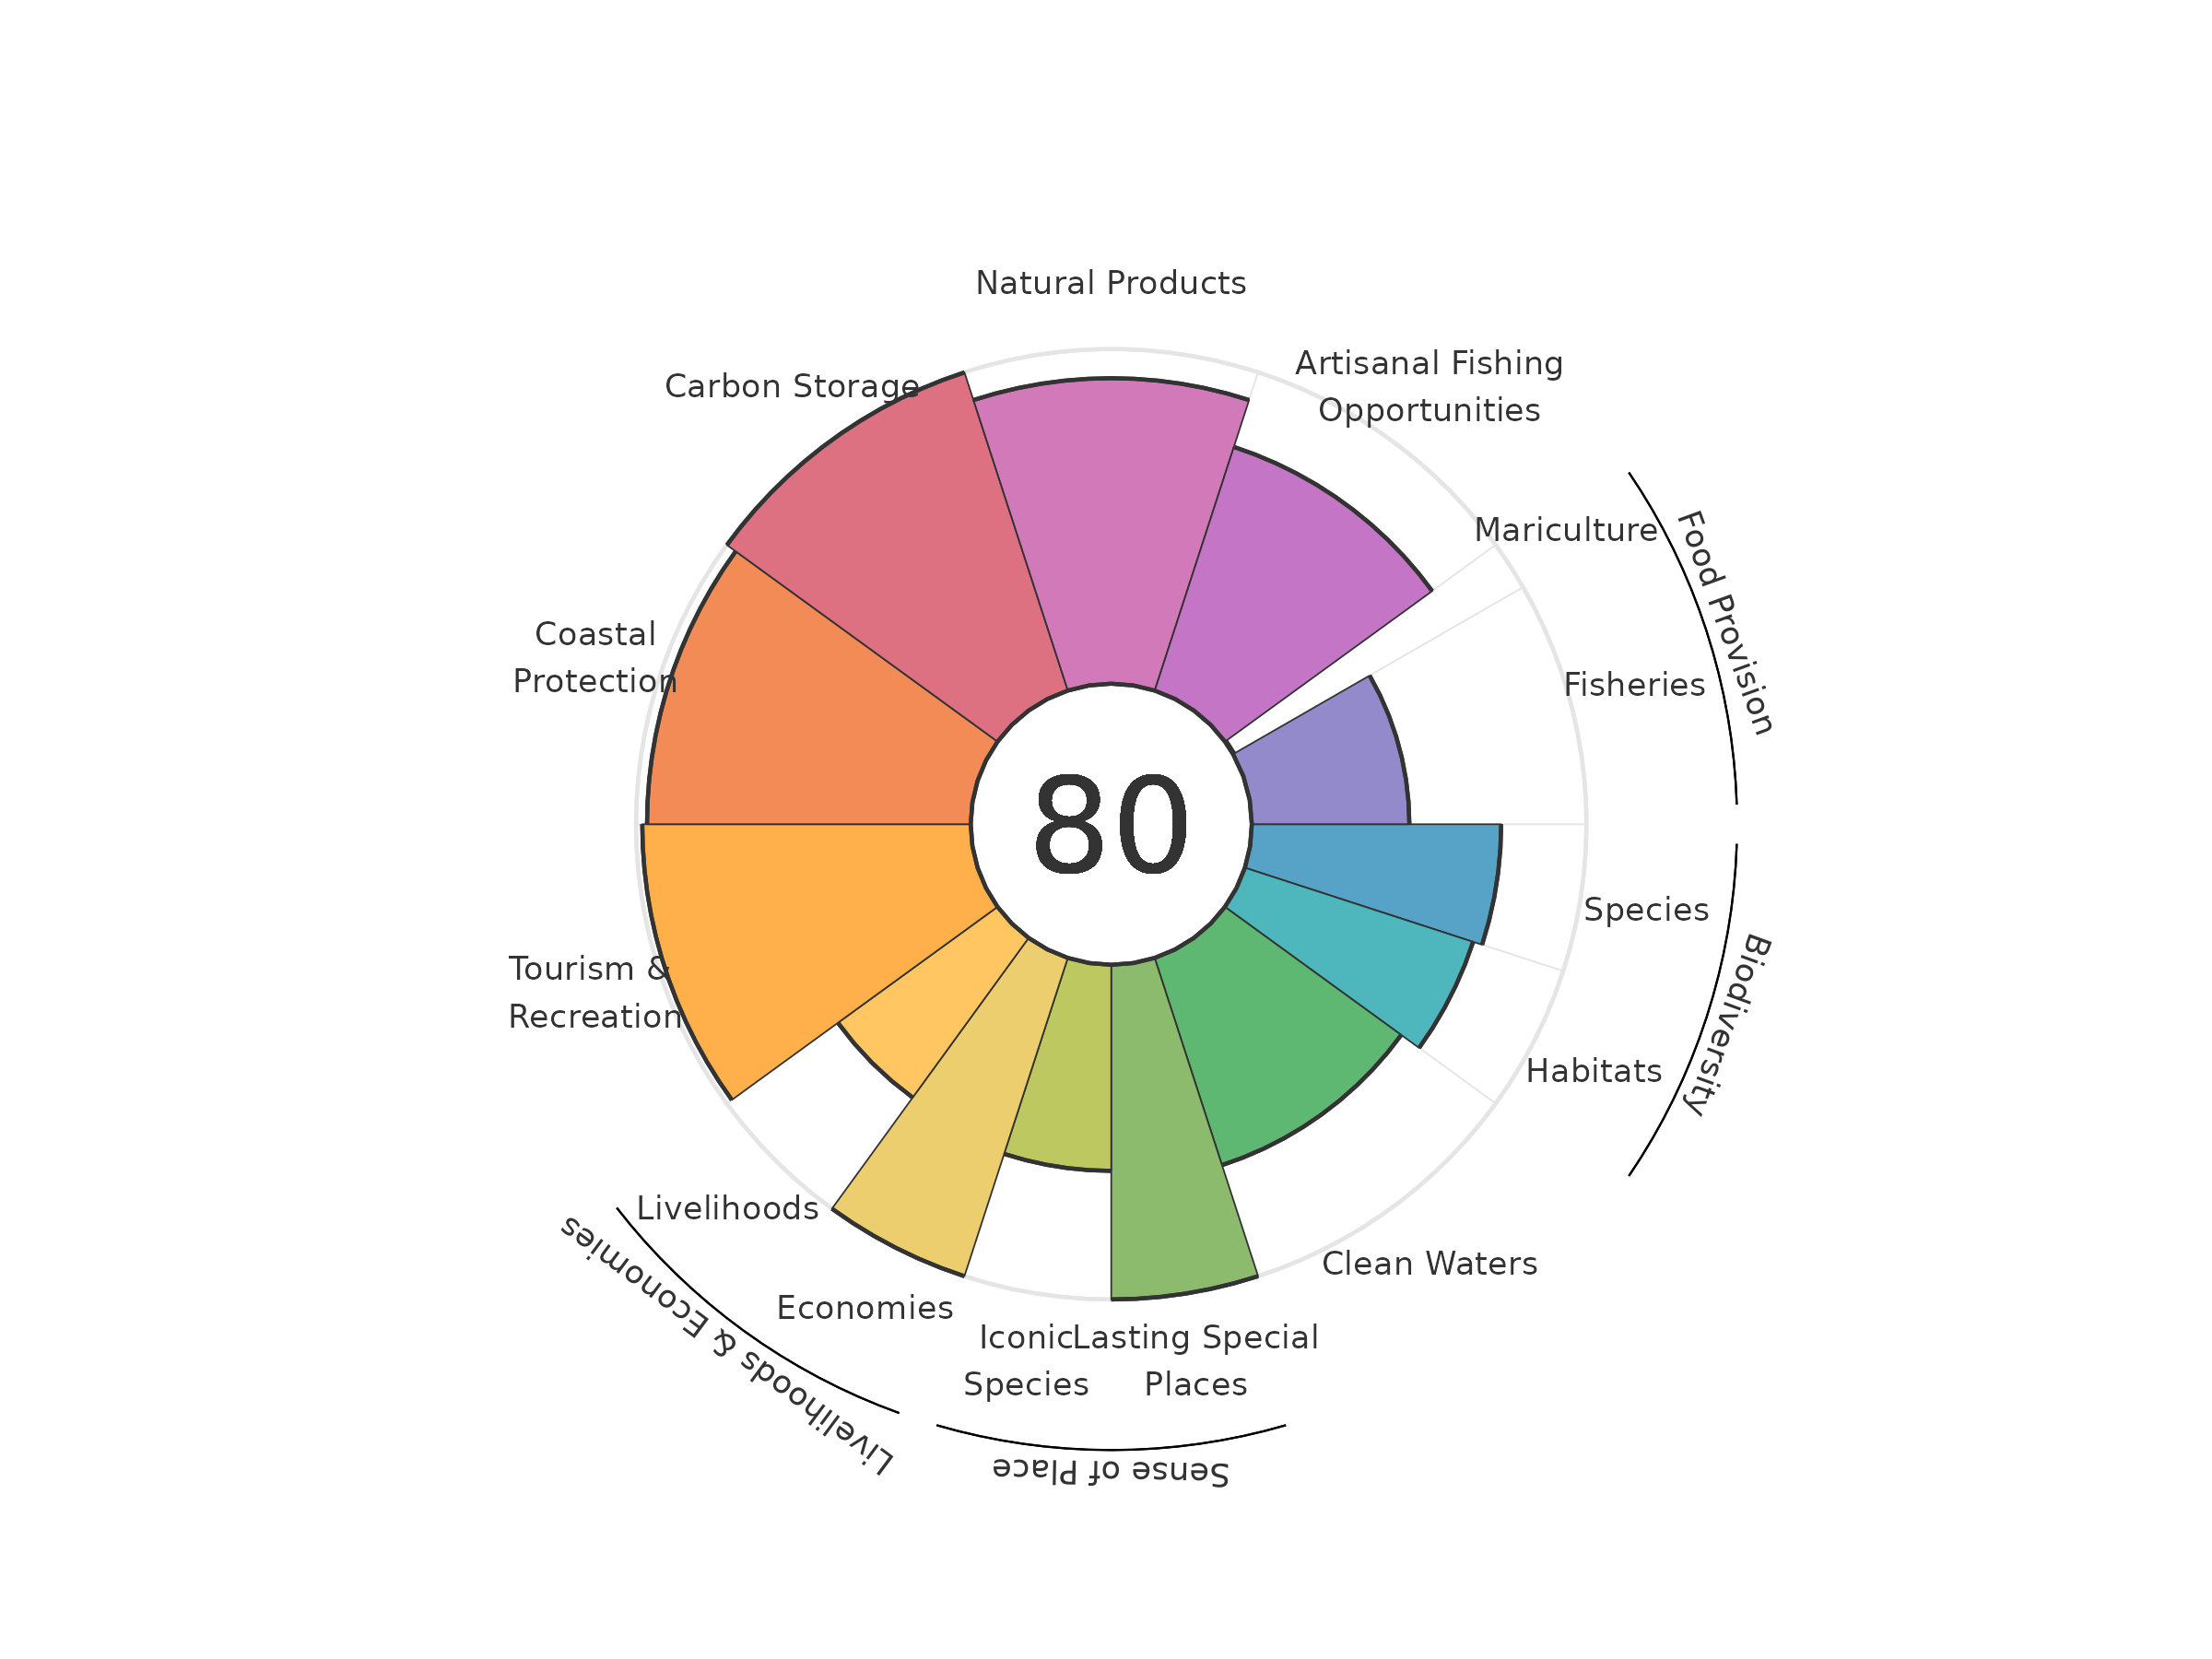 Natural Products
Artisanal Fishing
Opportunities
Carbon Storage
Mariculture
Food Provision
Fisheries
Coastal
Protection
80
Species
Biodiversity
Tourism &
Recreation
Habitats
Livelihoods
Clean Waters
Economies
Livelihoods & Economies
Iconic
Species
Lasting Special
Places
Sense of Place